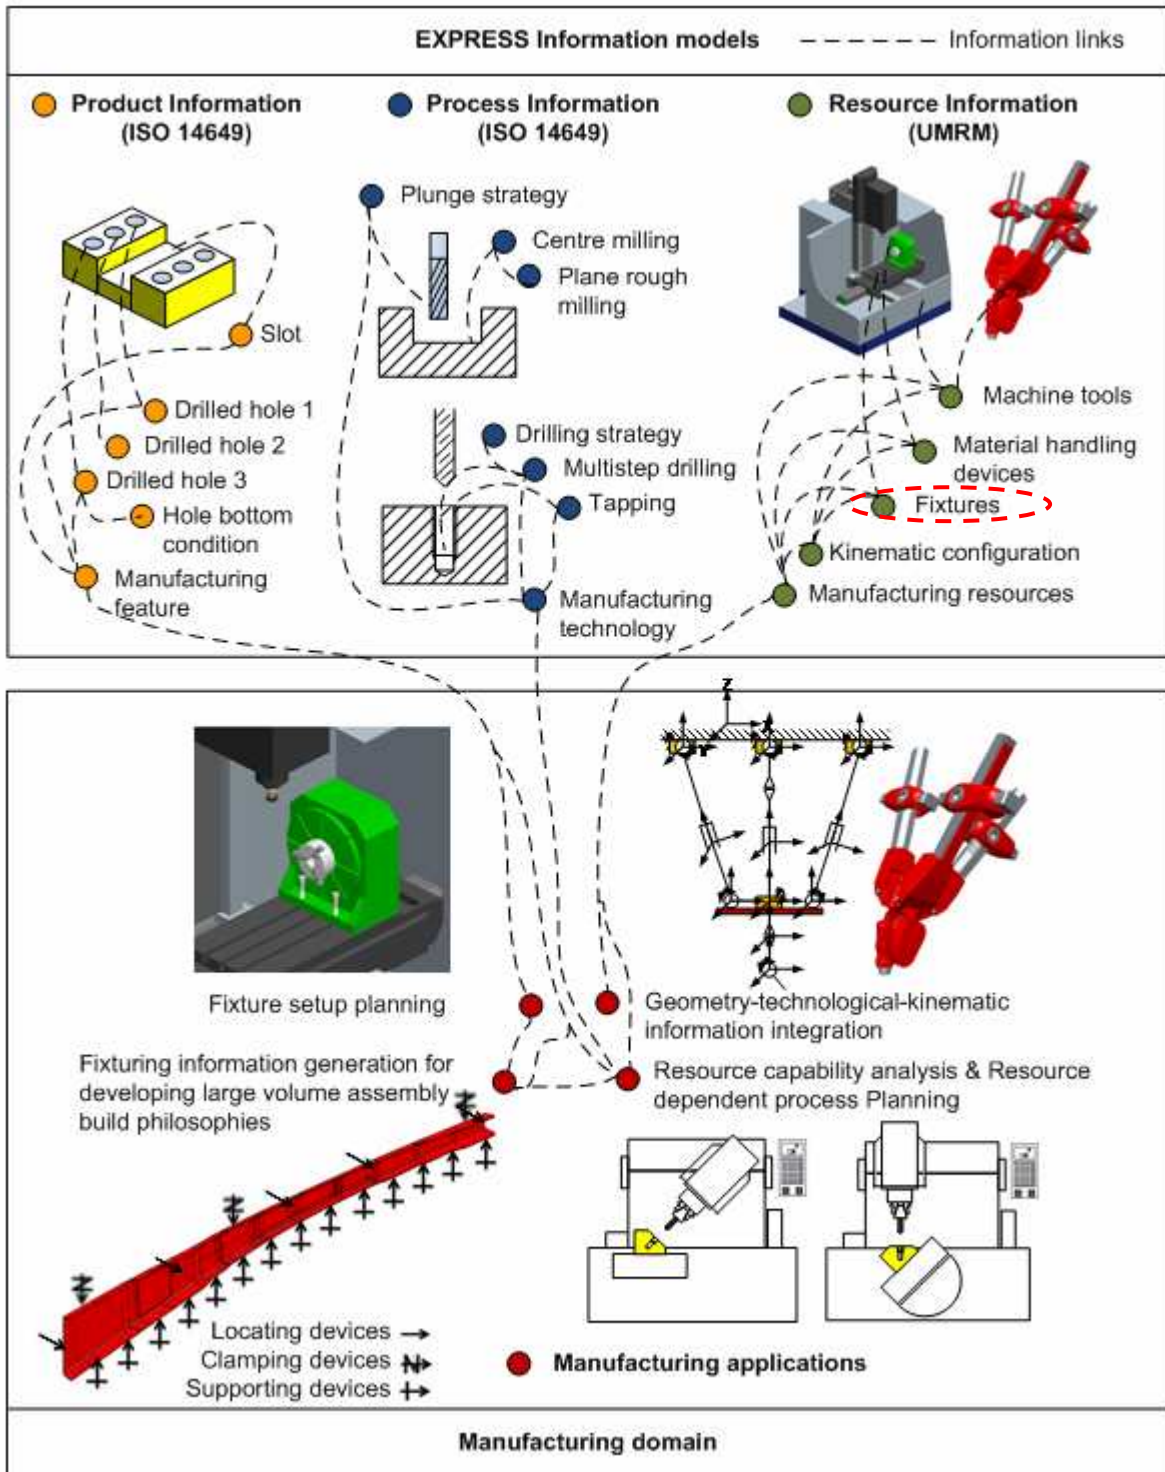 EXPRESS Information models
Information links
Product Information
(ISO 14649)
Process Information
(ISO 14649)
Resource Information
(UMRM)
Slot
Drilled hole 1
Drilled hole 2
Drilled hole 3
Hole bottom
condition
Manufacturing
feature
Plunge strategy
Centre milling
Plane rough
milling
Drilling strategy
Multistep drilling
Tapping
Manufacturing
technology
Machine tools
Material handling
devices
Fixtures
Kinematic configuration
Manufacturing resources
Z
Fixture setup planning
Geometry-technological-kinematic
information integration
Fixturing information generation for
developing large volume assembly
build philosophies
Resource capability analysis & Resource
dependent process Planning
Locating devices
Clamping devices
Supporting devices
Manufacturing applications
Manufacturing domain